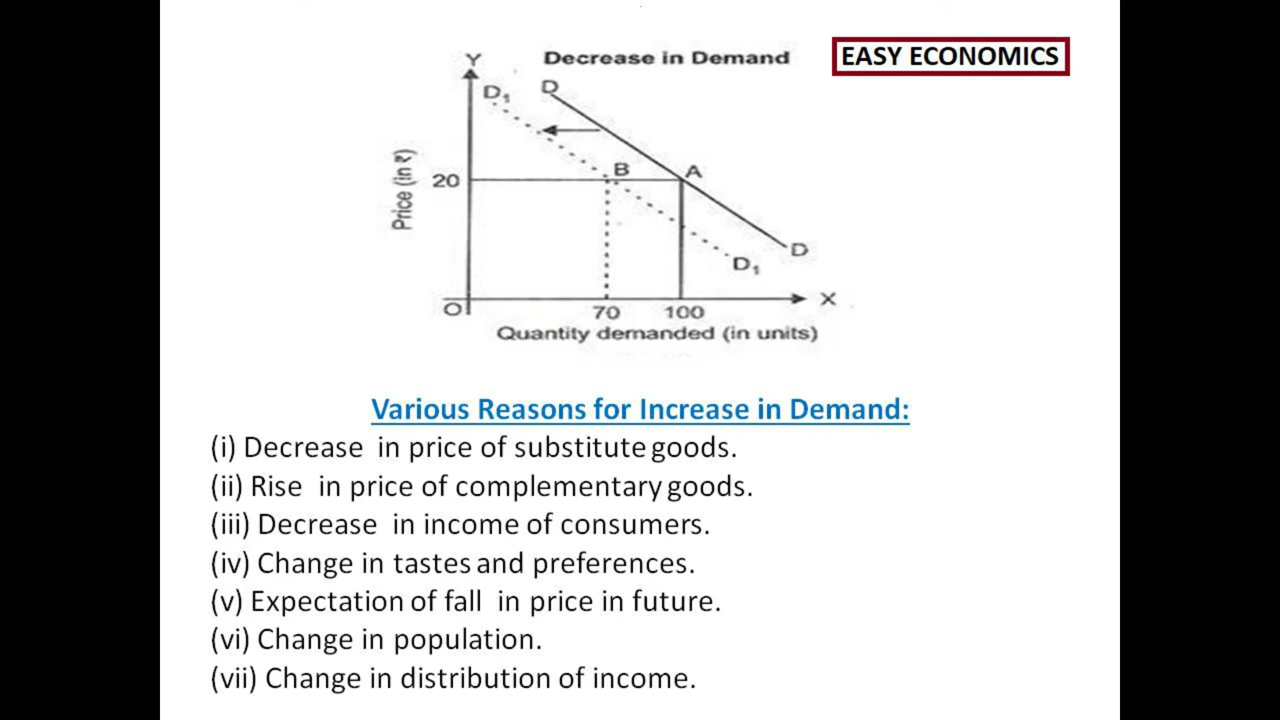 Decrease in Demand
EASY ECONOMICS
Y
D₁
D
Price (in ₹)
20
B
A
D
D₁
O
70
100
X
Quantity demanded (in units)
Various Reasons for Increase in Demand:
(i) Decrease in price of substitute goods.
(ii) Rise in price of complementary goods.
(iii) Decrease in income of consumers.
(iv) Change in tastes and preferences.
(v) Expectation of fall in price in future.
(vi) Change in population.
(vii) Change in distribution of income.